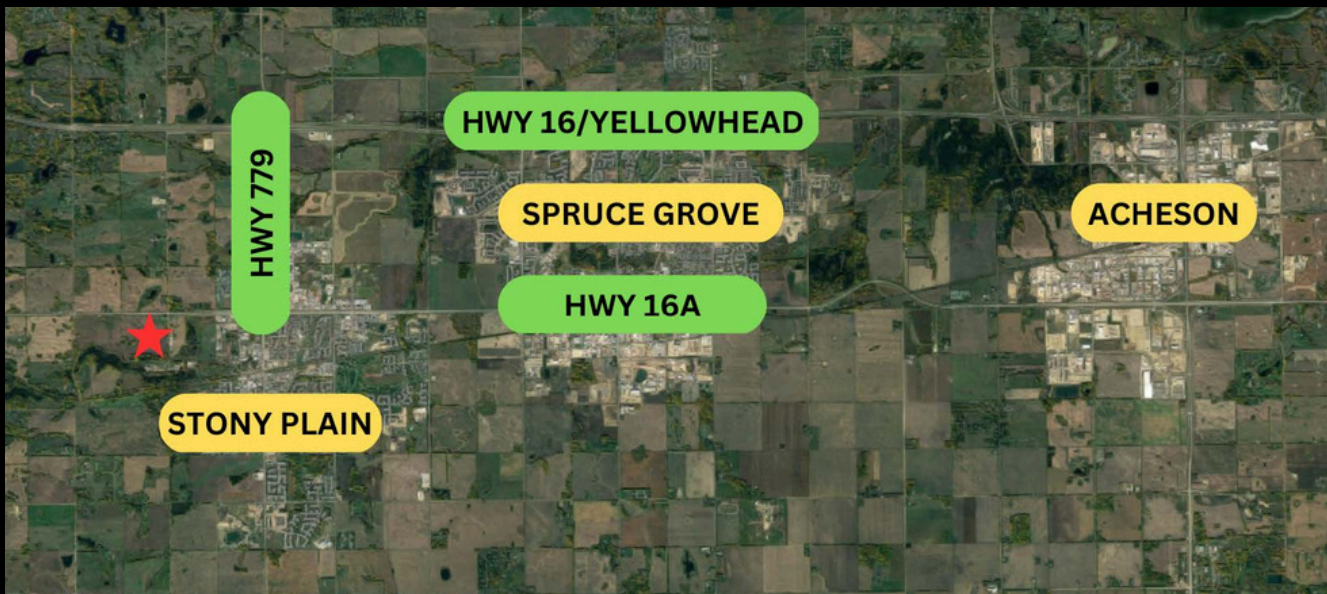 HWY 16/YELLOWHEAD
HWY 779
SPRUCE GROVE
ACHESON
HWY 16A
STONY PLAIN